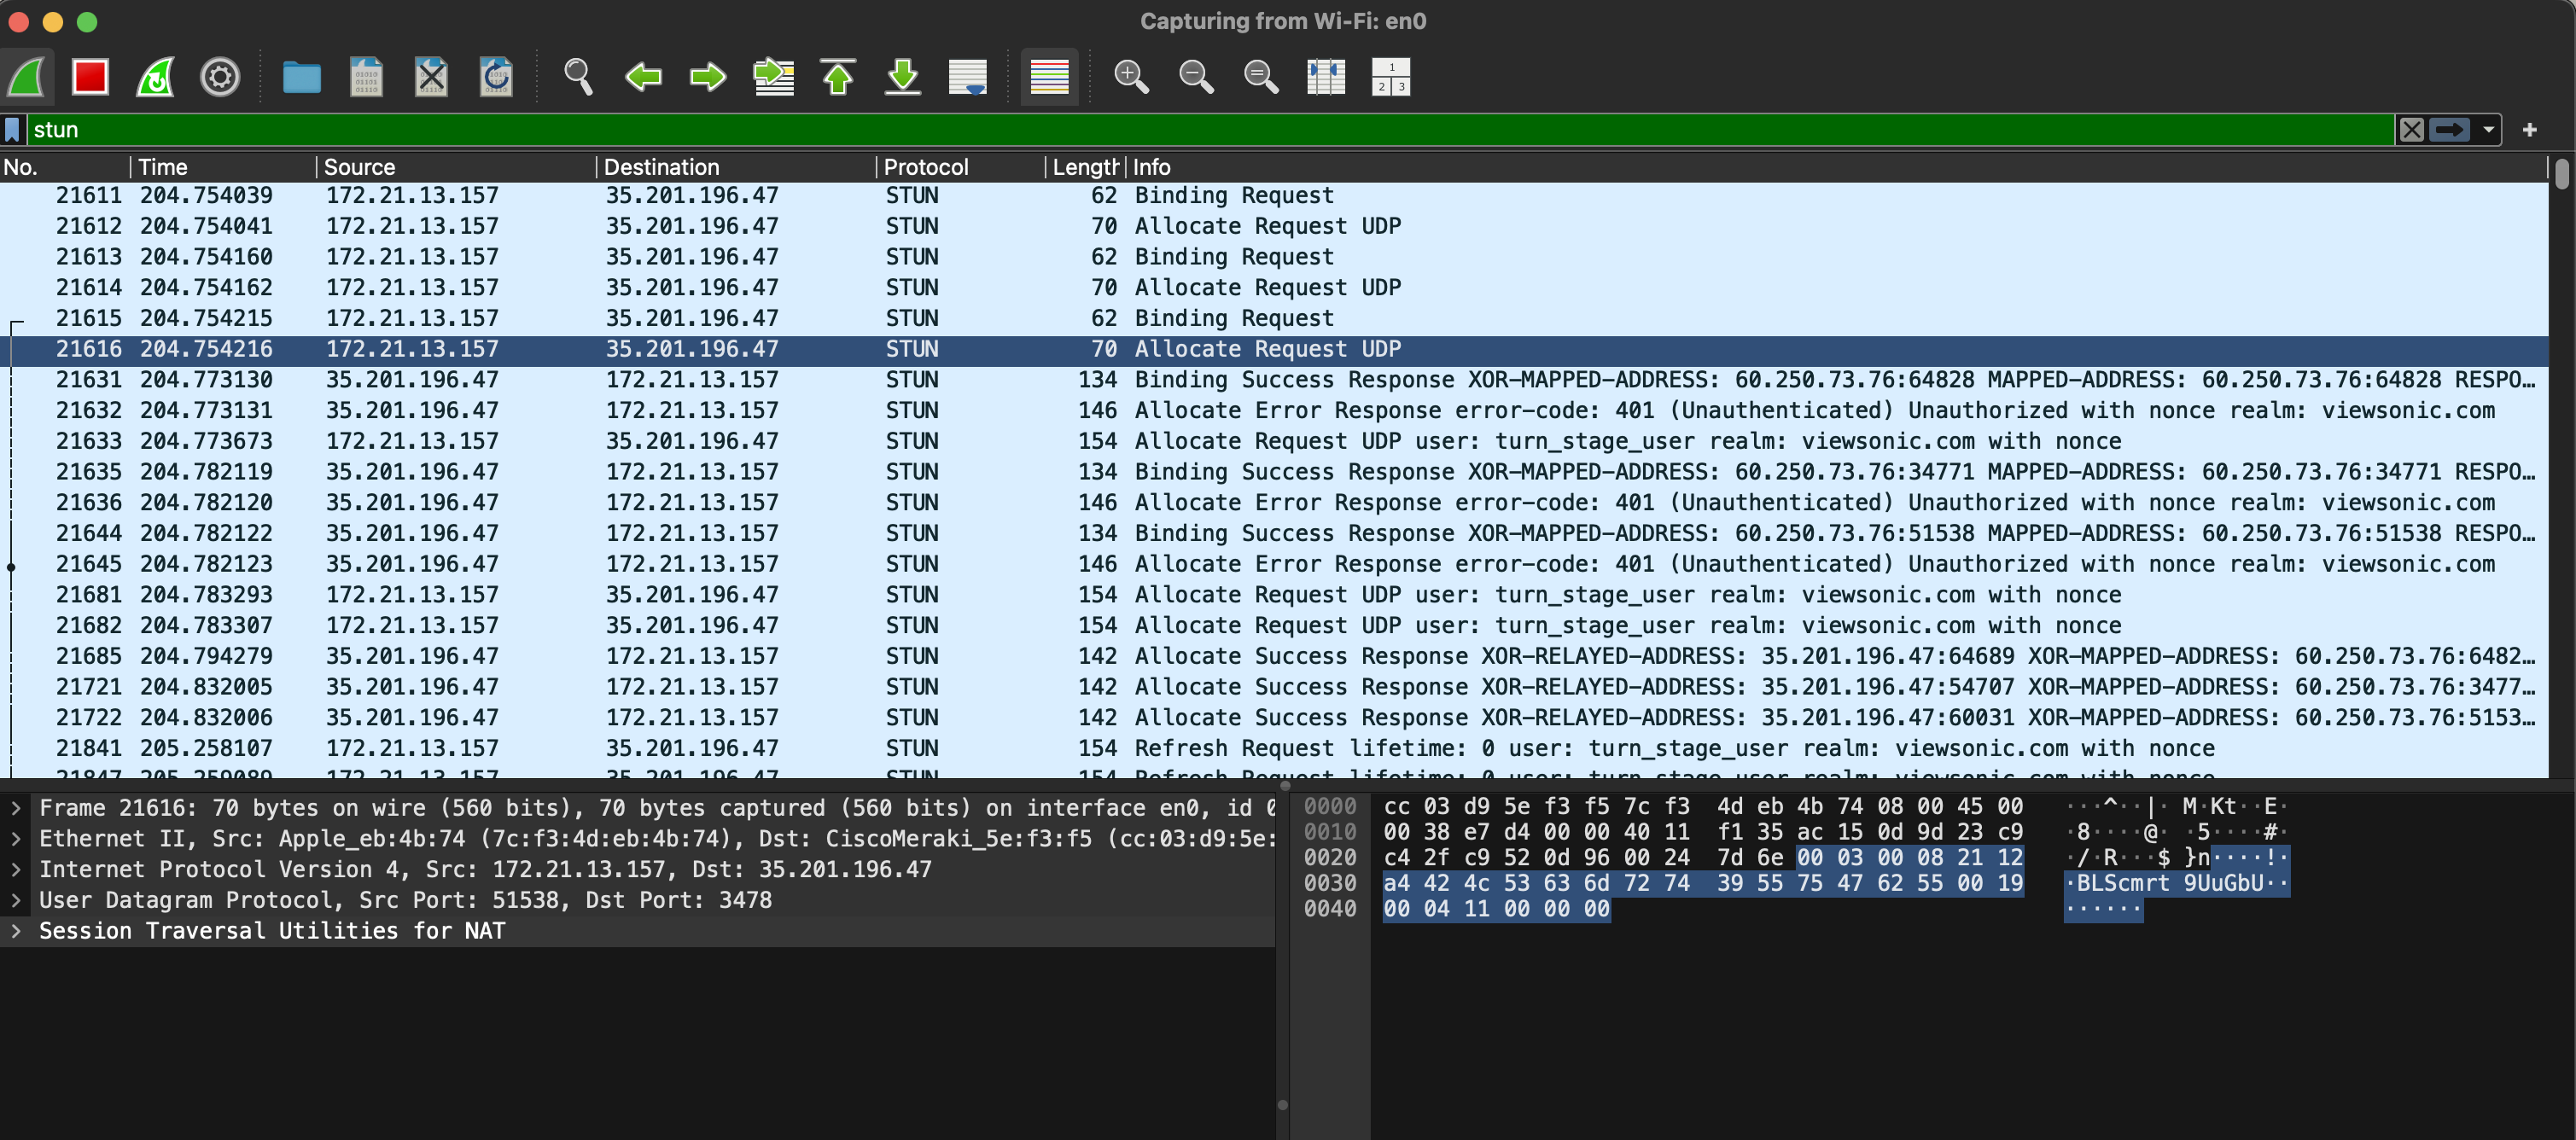 Capturing from Wi-Fi: en0
1
2 3
stun
No. Time Source Destination Protocol Length Info
21611 204.754039 172.21.13.157 35.201.196.47 STUN 62 Binding Request
21612 204.754041 172.21.13.157 35.201.196.47 STUN 70 Allocate Request UDP
21613 204.754160 172.21.13.157 35.201.196.47 STUN 62 Binding Request
21614 204.754162 172.21.13.157 35.201.196.47 STUN 70 Allocate Request UDP
21615 204.754215 172.21.13.157 35.201.196.47 STUN 62 Binding Request
21616 204.754216 172.21.13.157 35.201.196.47 STUN 70 Allocate Request UDP
21631 204.773130 35.201.196.47 172.21.13.157 STUN 134 Binding Success Response XOR-MAPPED-ADDRESS: 60.250.73.76:64828 MAPPED-ADDRESS: 60.250.73.76:64828 RESPO…
21632 204.773131 35.201.196.47 172.21.13.157 STUN 146 Allocate Error Response error-code: 401 (Unauthenticated) Unauthorized with nonce realm: viewsonic.com
21633 204.773673 172.21.13.157 35.201.196.47 STUN 154 Allocate Request UDP user: turn_stage_user realm: viewsonic.com with nonce
21635 204.782119 35.201.196.47 172.21.13.157 STUN 134 Binding Success Response XOR-MAPPED-ADDRESS: 60.250.73.76:34771 MAPPED-ADDRESS: 60.250.73.76:34771 RESPO…
21636 204.782120 35.201.196.47 172.21.13.157 STUN 146 Allocate Error Response error-code: 401 (Unauthenticated) Unauthorized with nonce realm: viewsonic.com
21644 204.782122 35.201.196.47 172.21.13.157 STUN 134 Binding Success Response XOR-MAPPED-ADDRESS: 60.250.73.76:51538 MAPPED-ADDRESS: 60.250.73.76:51538 RESPO…
21645 204.782123 35.201.196.47 172.21.13.157 STUN 146 Allocate Error Response error-code: 401 (Unauthenticated) Unauthorized with nonce realm: viewsonic.com
21681 204.783293 172.21.13.157 35.201.196.47 STUN 154 Allocate Request UDP user: turn_stage_user realm: viewsonic.com with nonce
21682 204.783307 172.21.13.157 35.201.196.47 STUN 154 Allocate Request UDP user: turn_stage_user realm: viewsonic.com with nonce
21685 204.794279 35.201.196.47 172.21.13.157 STUN 142 Allocate Success Response XOR-RELAYED-ADDRESS: 35.201.196.47:64689 XOR-MAPPED-ADDRESS: 60.250.73.76:6482…
21721 204.832005 35.201.196.47 172.21.13.157 STUN 142 Allocate Success Response XOR-RELAYED-ADDRESS: 35.201.196.47:54707 XOR-MAPPED-ADDRESS: 60.250.73.76:3477…
21722 204.832006 35.201.196.47 172.21.13.157 STUN 142 Allocate Success Response XOR-RELAYED-ADDRESS: 35.201.196.47:60031 XOR-MAPPED-ADDRESS: 60.250.73.76:5153…
21841 205.258107 172.21.13.157 35.201.196.47 STUN 154 Refresh Request lifetime: 0 user: turn_stage_user realm: viewsonic.com with nonce
21847 205.259089 172.21.13.157 35.201.196.47 STUN 154 Refresh Request lifetime: 0 user: turn_stage_user realm: viewsonic.com with nonce
Frame 21616: 70 bytes on wire (560 bits), 70 bytes captured (560 bits) on interface en0, id 0
Ethernet II, Src: Apple_eb:4b:74 (7c:f3:4d:eb:4b:74), Dst: CiscoMeraki_5e:f3:f5 (cc:03:d9:5e:
Internet Protocol Version 4, Src: 172.21.13.157, Dst: 35.201.196.47
User Datagram Protocol, Src Port: 51538, Dst Port: 3478
Session Traversal Utilities for NAT
0000 cc 03 d9 5e f3 f5 7c f3 4d eb 4b 74 08 00 45 00 ···^··|· M·Kt··E·
0010 00 38 e7 d4 00 00 40 11 f1 35 ac 15 0d 9d 23 c9 ·8····@· ·5····#·
0020 c4 2f c9 52 0d 96 00 24 7d 6e 00 03 00 08 21 12 ·/·R···$ }n····!·
0030 a4 42 4c 53 63 6d 72 74 39 55 75 47 62 55 00 19 ·BLScmrt 9UuGbU··
0040 00 04 11 00 00 00 ······